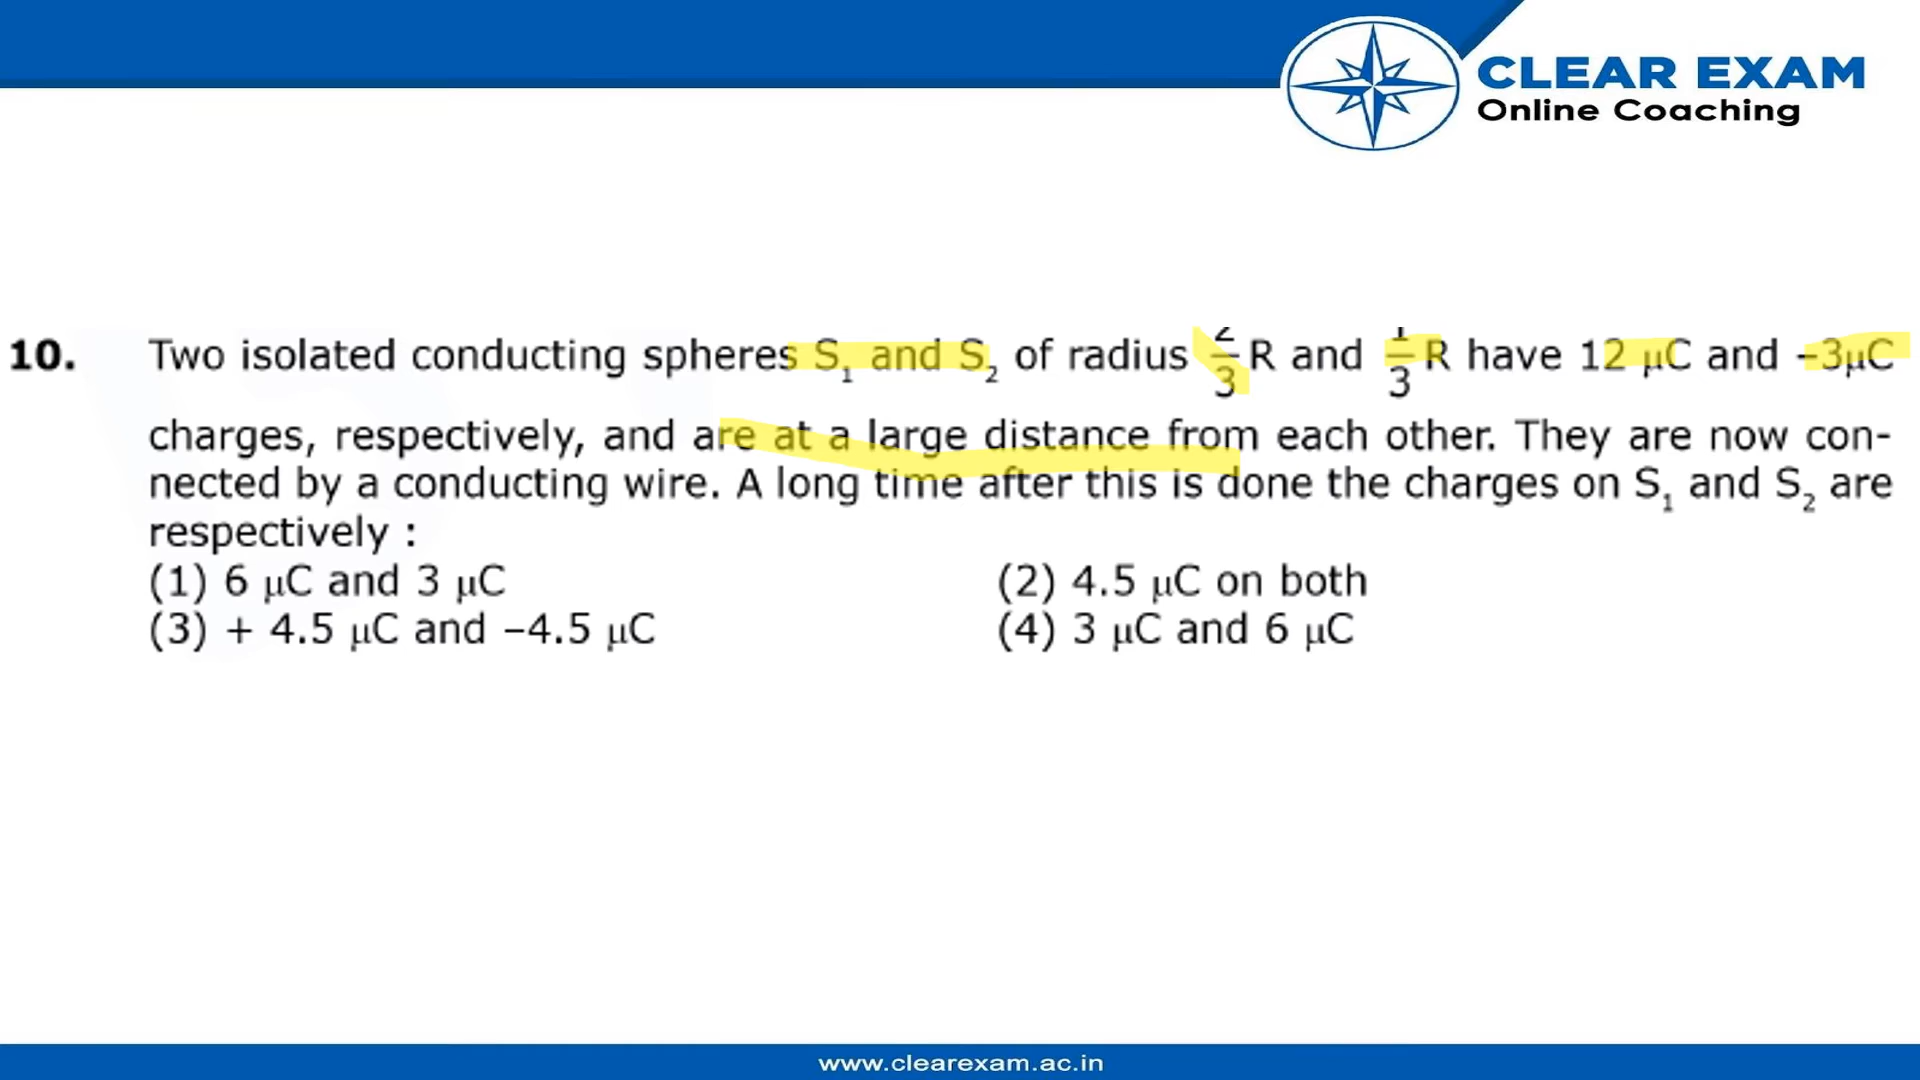 CLEAR EXAM
Online Coaching
10. Two isolated conducting spheres S₁ and S₂ of radius 2/3 R and 1/3 R have 12 μC and –3μC
charges, respectively, and are at a large distance from each other. They are now con-
nected by a conducting wire. A long time after this is done the charges on S₁ and S₂ are
respectively :
(1) 6 μC and 3 μC (2) 4.5 μC on both
(3) + 4.5 μC and –4.5 μC (4) 3 μC and 6 μC
www.clearexam.ac.in